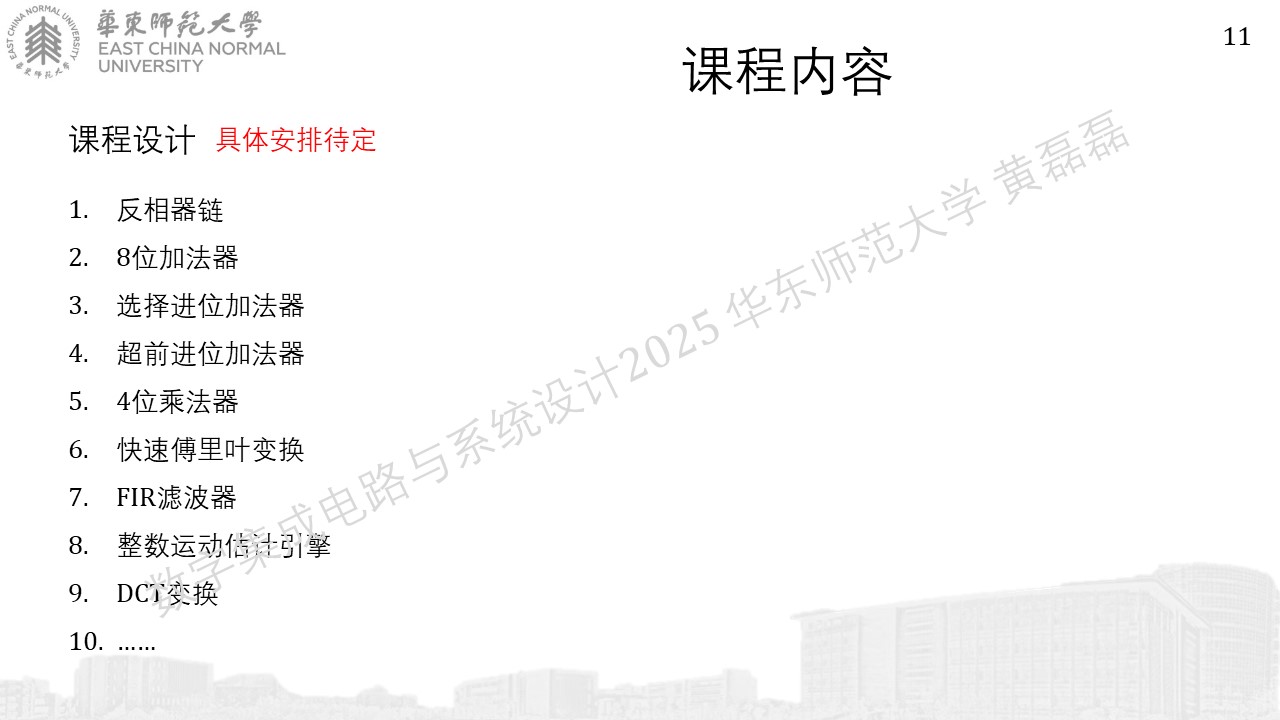 華東師范大學
EAST CHINA NORMAL
UNIVERSITY
EAST CHINA NORMAL UNIVERSITY
華東師范大學
11
课程内容
课程设计 具体安排待定
1. 反相器链
2. 8位加法器
3. 选择进位加法器
4. 超前进位加法器
5. 4位乘法器
6. 快速傅里叶变换
7. FIR滤波器
8. 整数运动估计引擎
9. DCT变换
10. ……
数字集成电路与系统设计2025 华东师范大学 黄磊磊